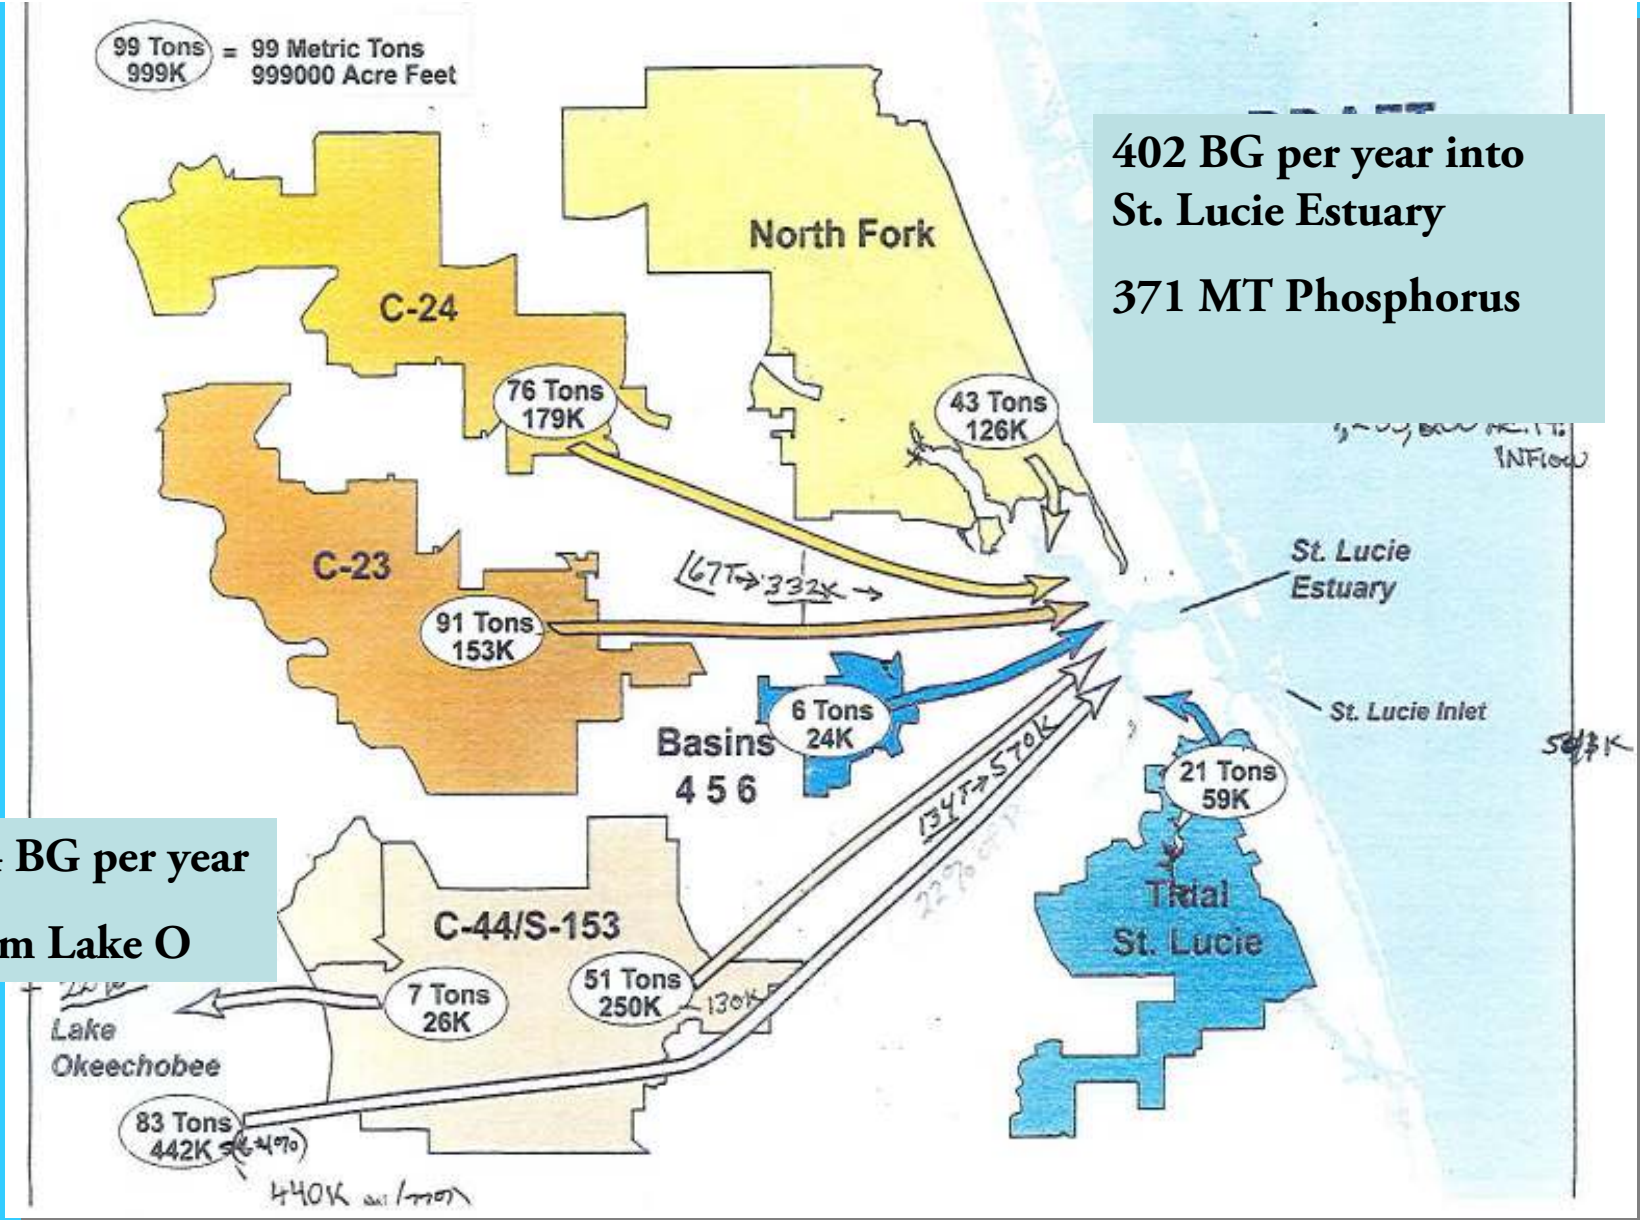 99 Tons
999K
= 99 Metric Tons
999000 Acre Feet
402 BG per year into
St. Lucie Estuary
371 MT Phosphorus
INFlow
North Fork
C-24
76 Tons
179K
43 Tons
126K
C-23
167T→332K →
91 Tons
153K
St. Lucie
Estuary
St. Lucie Inlet
6 Tons
24K
Basins
4 5 6
134T→570K
22% of
21 Tons
59K
BG per year
m Lake O
C-44/S-153
Tidal
St. Lucie
7 Tons
26K
51 Tons
250K
130K
Lake
Okeechobee
83 Tons
442K
440K